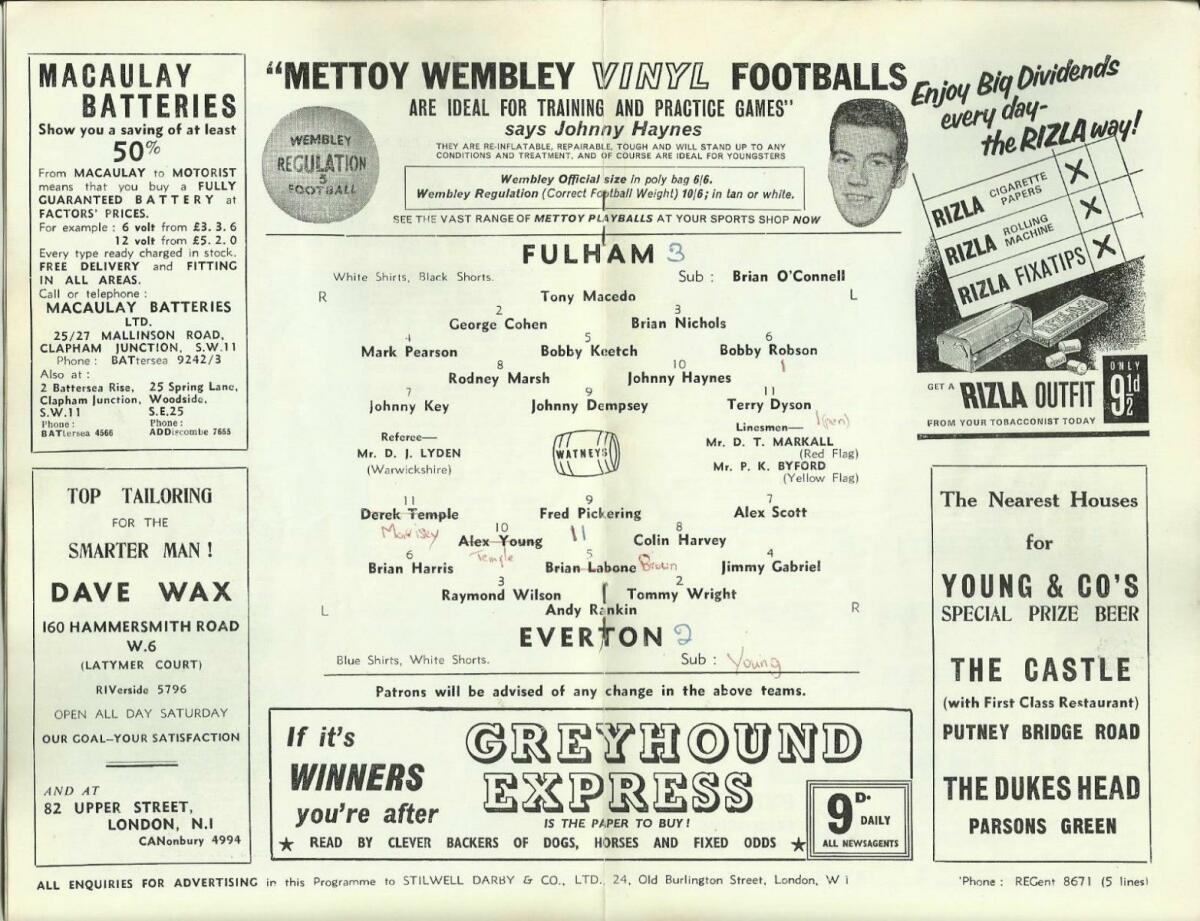 MACAULAY
BATTERIES
Show you a saving of at least
50%
From MACAULAY to MOTORIST
means that you buy a FULLY
GUARANTEED BATTERY at
FACTORS' PRICES.
For example : 6 volt from £3. 3. 6
12 volt from £5. 2. 0
Every type ready charged in stock.
FREE DELIVERY and FITTING
IN ALL AREAS.
Call or telephone :
MACAULAY BATTERIES
LTD.
25/27 MALLINSON ROAD,
CLAPHAM JUNCTION, S.W.11
Phone : BATtersea 9242/3
Also at :
2 Battersea Rise, 25 Spring Lane,
Clapham Junction, Woodside,
S.W.11 S.E.25
Phone : Phone :
BATtersea 4566 ADDiscombe 7655
TOP TAILORING
FOR THE
SMARTER MAN !
DAVE WAX
160 HAMMERSMITH ROAD
W.6
(LATYMER COURT)
RIVerside 5796
OPEN ALL DAY SATURDAY
OUR GOAL—YOUR SATISFACTION
AND AT
82 UPPER STREET,
LONDON, N.1
CANonbury 4994
"METTOY WEMBLEY VINYL FOOTBALLS
ARE IDEAL FOR TRAINING AND PRACTICE GAMES"
says Johnny Haynes
THEY ARE RE-INFLATABLE, REPAIRABLE, TOUGH AND WILL STAND UP TO ANY
CONDITIONS AND TREATMENT, AND OF COURSE ARE IDEAL FOR YOUNGSTERS
WEMBLEY
REGULATION
5
FOOTBALL
Wembley Official size in poly bag 6/6.
Wembley Regulation (Correct Football Weight) 10/6; in tan or white.
SEE THE VAST RANGE OF METTOY PLAYBALLS AT YOUR SPORTS SHOP NOW
FULHAM 3
White Shirts, Black Shorts. Sub : Brian O'Connell
R Tony Macedo L
2 3
George Cohen Brian Nichols
4 5 6
Mark Pearson Bobby Keetch Bobby Robson
8 10 1
Rodney Marsh Johnny Haynes
7 9 11
Johnny Key Johnny Dempsey Terry Dyson
1(pen)
Referee— Linesmen—
Mr. D. J. LYDEN Mr. D. T. MARKALL
(Warwickshire) (Red Flag)
WATNEYS
Mr. P. K. BYFORD
(Yellow Flag)
11 9 7
Derek Temple Fred Pickering Alex Scott
Morrisey 10 11 8
Alex Young Colin Harvey
6 Temple 5 4
Brian Harris Brian Labone Brown Jimmy Gabriel
3 2
Raymond Wilson Tommy Wright
L Andy Rankin R
EVERTON 2
Blue Shirts, White Shorts. Sub : Young
Patrons will be advised of any change in the above teams.
If it's
WINNERS
you're after
GREYHOUND
EXPRESS
IS THE PAPER TO BUY!
★ READ BY CLEVER BACKERS OF DOGS, HORSES AND FIXED ODDS ★
9D. DAILY
ALL NEWSAGENTS
Enjoy Big Dividends
every day-
the RIZLA way!
RIZLA CIGARETTE PAPERS X
RIZLA ROLLING MACHINE X
RIZLA FIXATIPS X
RIZLA
GET A RIZLA OUTFIT
ONLY
9½d
FROM YOUR TOBACCONIST TODAY
The Nearest Houses
for
YOUNG & CO'S
SPECIAL PRIZE BEER
THE CASTLE
(with First Class Restaurant)
PUTNEY BRIDGE ROAD
THE DUKES HEAD
PARSONS GREEN
ALL ENQUIRIES FOR ADVERTISING in this Programme to STILWELL DARBY & CO., LTD., 24, Old Burlington Street, London, W 1 'Phone : REGent 8671 (5 lines)